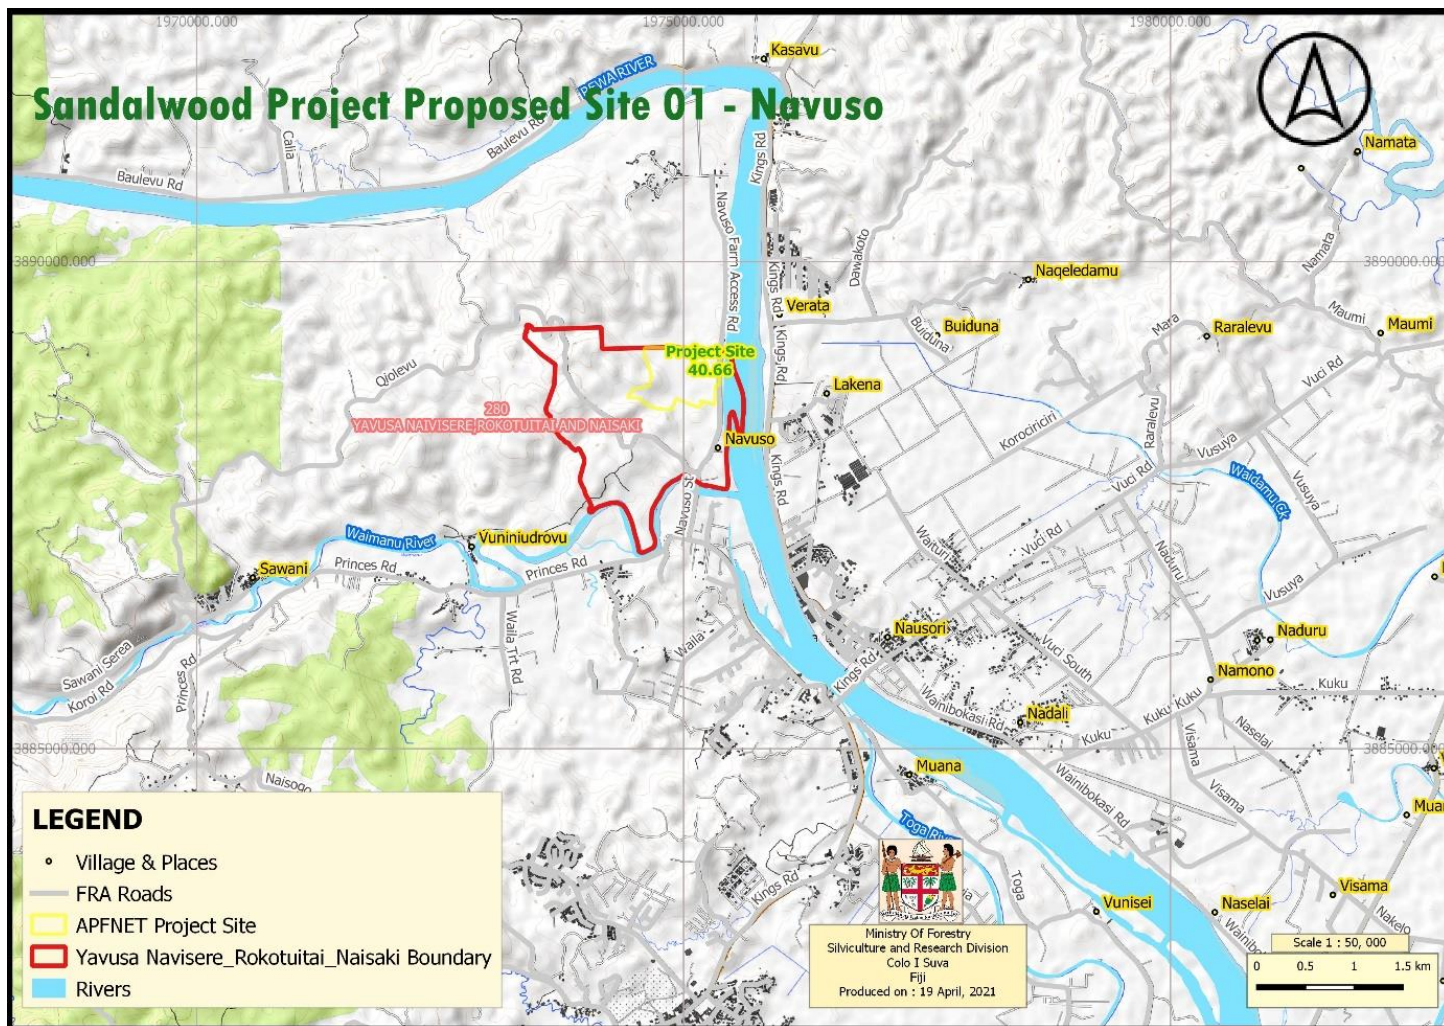 1970000.000
1975000.000
1980000.000
Kasavu
REWA RIVER
Sandalwood Project Proposed Site 01 - Navuso
Calia
Baulevu Rd
Baulevu Rd
Kings Rd
Namata
Navuso Farm Access Rd
Dawakoto
Namata
3890000.000
3890000.000
Kings Rd
Naqeledamu
Verata
Buiduna
Buiduna
Mara
Raralevu
Maumi
Maumi
Kings Rd
Project Site
40.66
Qiolevu
Lakena
Vuci Rd
280
YAVUSA NAIVISERE_ROKOTUITAI AND NAISAKI
Korociriciri
Raralevu
Navuso
Vusuya
Kings Rd
Vuci Rd
Waidamu Ck
Vusuya
Navuso St
Waimanu River
Vuniniudrovu
Waituri
Vuci Rd
Naduru
Sawani
Princes Rd
Princes Rd
Vusuya
Waila Trt Rd
Waila
Nausori
Naduru
Sawani Serea
Koroi Rd
Princes Rd
Kings Rd
Vuci South
Namono
Wainibokasi Rd
Kuku
Kuku
Kuku
Nadali
Kuku
Naselai
Visama
3885000.000
3885000.000
Naisogo
Muana
Wainibokasi Rd
Visama
LEGEND
Village & Places
FRA Roads
APFNET Project Site
Yavusa Navisere_Rokotuitai_Naisaki Boundary
Rivers
Kings Rd
Toga
Toga
Vunisei
Naselai
Visama
Nakelo
Ministry Of Forestry
Silviculture and Research Division
Colo I Suva
Fiji
Produced on : 19 April, 2021
Scale 1 : 50, 000
0 0.5 1 1.5 km